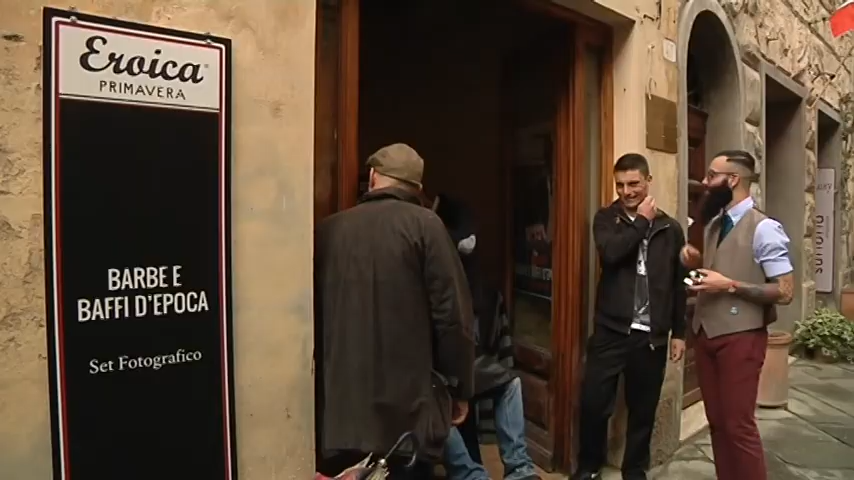 Eroica
PRIMAVERA
BARBE E
BAFFI D'EPOCA
Set Fotografico